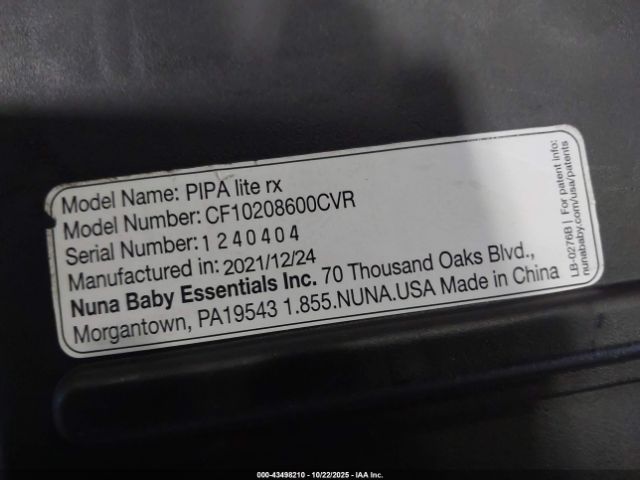 Model Name: PIPA lite rx
Model Number: CF10208600CVR
Serial Number: 1 2 4 0 4 0 4
Manufactured in: 2021/12/24
Nuna Baby Essentials Inc. 70 Thousand Oaks Blvd.,
Morgantown, PA19543 1.855.NUNA.USA Made in China
LB-0276B | For patent info:
nunababy.com/usa/patents
000-43498210 - 10/22/2025 - IAA Inc.